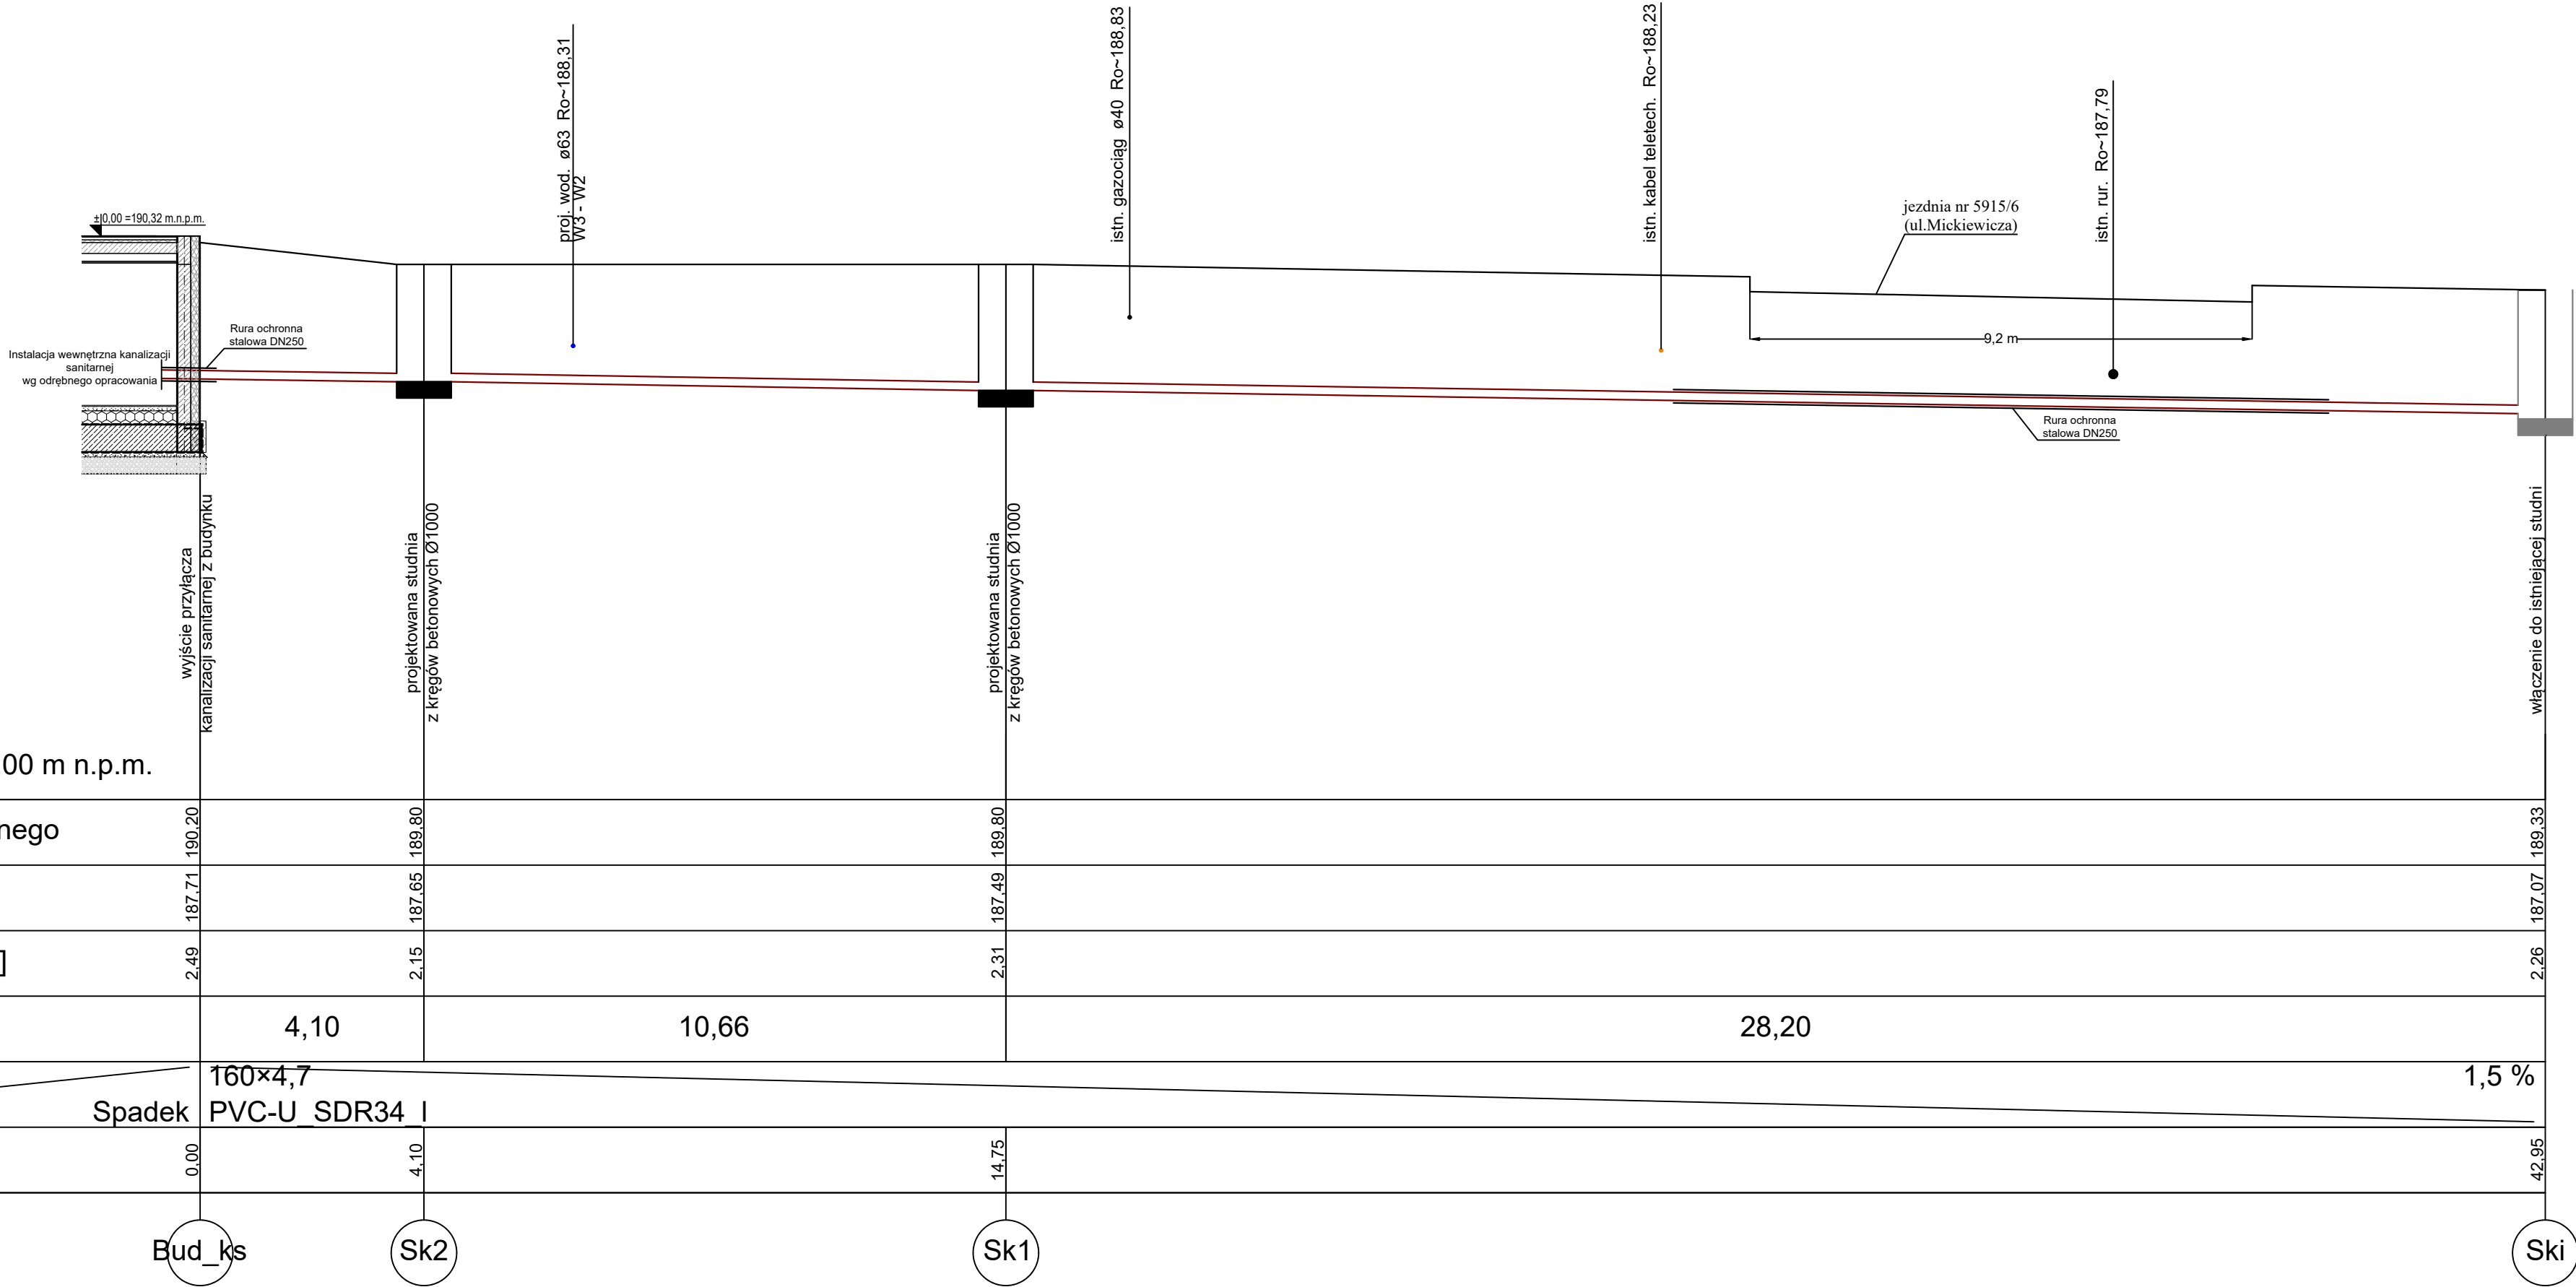 proj. wod.  ø63  Ro~188,31
W3 - W2
istn. gazociąg  ø40  Ro~188,83
istn. kabel teletech.  Ro~188,23
istn. rur.  Ro~187,79
jezdnia nr 5915/6
(ul.Mickiewicza)
±0,00 =190,32 m.n.p.m.
Rura ochronna
stalowa DN250
Instalacja wewnętrzna kanalizacji
sanitarnej
wg odrębnego opracowania
9,2 m
Rura ochronna
stalowa DN250
wyjście przyłącza
kanalizacji sanitarnej z budynku
projektowana studnia
z kręgów betonowych Ø1000
projektowana studnia
z kręgów betonowych Ø1000
włączenie do istniejącej studni
00 m n.p.m.
nego
190,20
189,80
189,80
189,33
187,71
187,65
187,49
187,07
]
2,49
2,15
2,31
2,26
4,10
10,66
28,20
160×4,7
1,5 %
Spadek
PVC-U_SDR34_I
0,00
4,10
14,75
42,95
Bud_ks
Sk2
Sk1
Ski